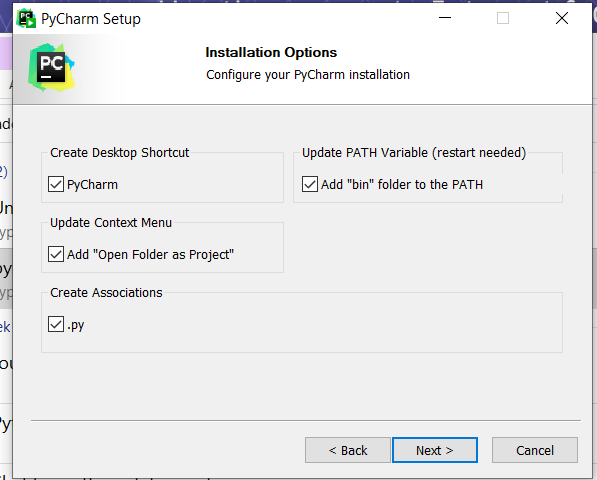 PyCharm Setup
PC
Installation Options
Configure your PyCharm installation
Create Desktop Shortcut
PyCharm
Update PATH Variable (restart needed)
Add "bin" folder to the PATH
Update Context Menu
Add "Open Folder as Project"
Create Associations
.py
< Back
Next >
Cancel